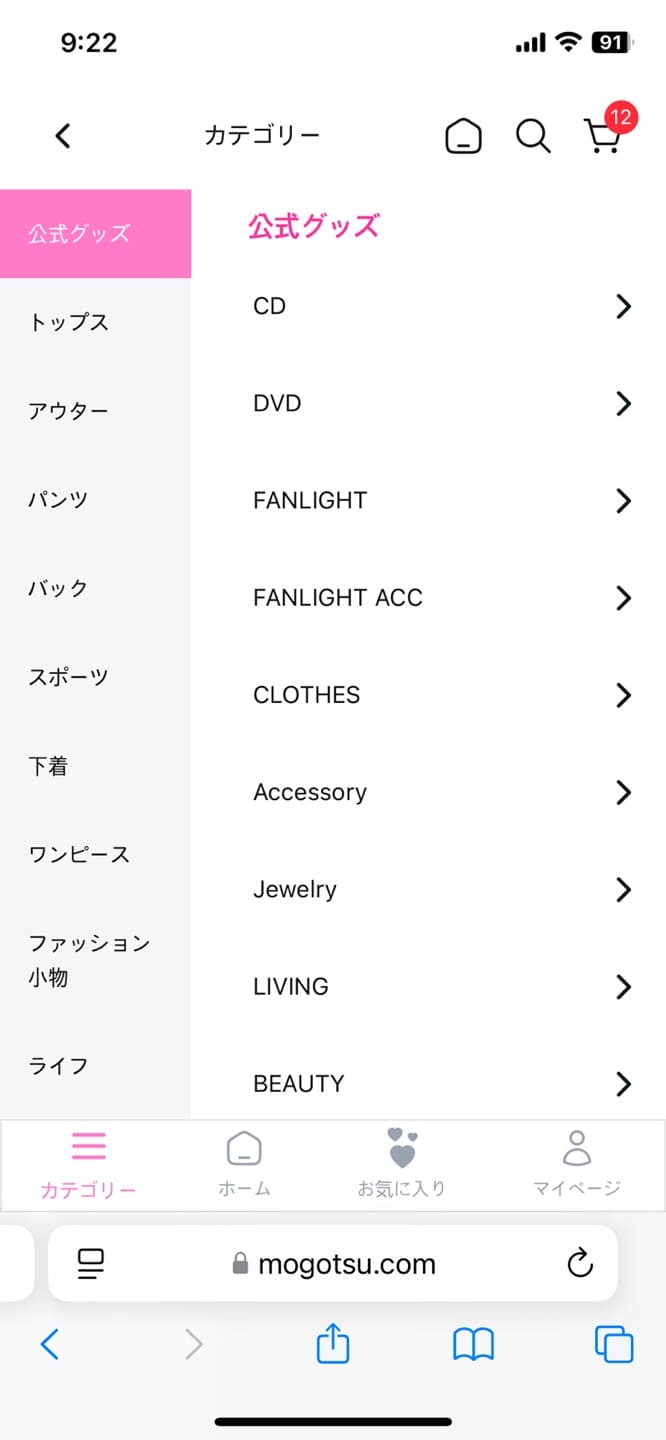 9:22
91
カテゴリー
12
公式グッズ
トップス
アウター
パンツ
バック
スポーツ
下着
ワンピース
ファッション
小物
ライフ
公式グッズ
CD
DVD
FANLIGHT
FANLIGHT ACC
CLOTHES
Accessory
Jewelry
LIVING
BEAUTY
カテゴリー
ホーム
お気に入り
マイページ
mogotsu.com